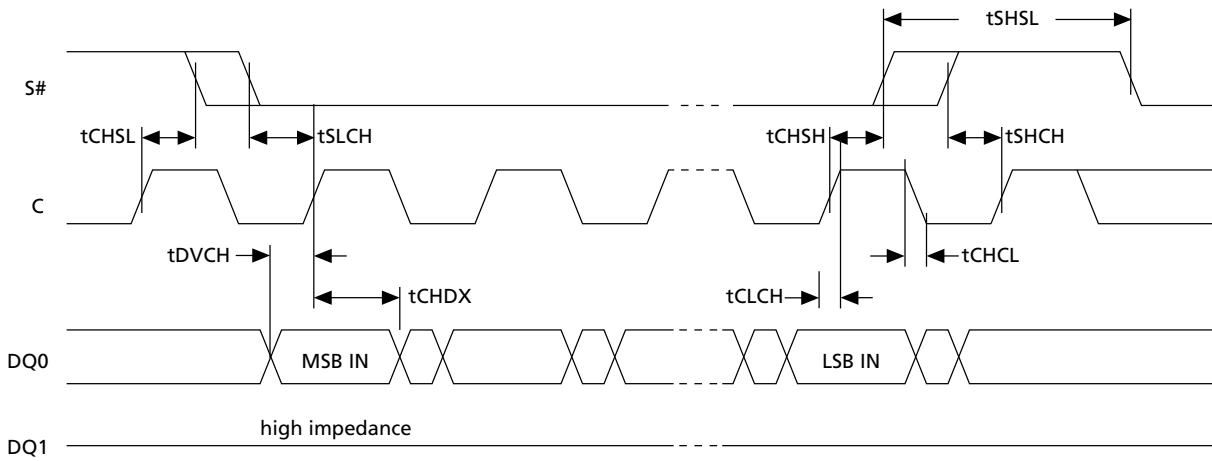 tSHSL
S#
tCHSL
tSLCH
tCHSH
tSHCH
C
tDVCH
tCHCL
tCHDX
tCLCH
DQ0
MSB IN
LSB IN
high impedance
DQ1